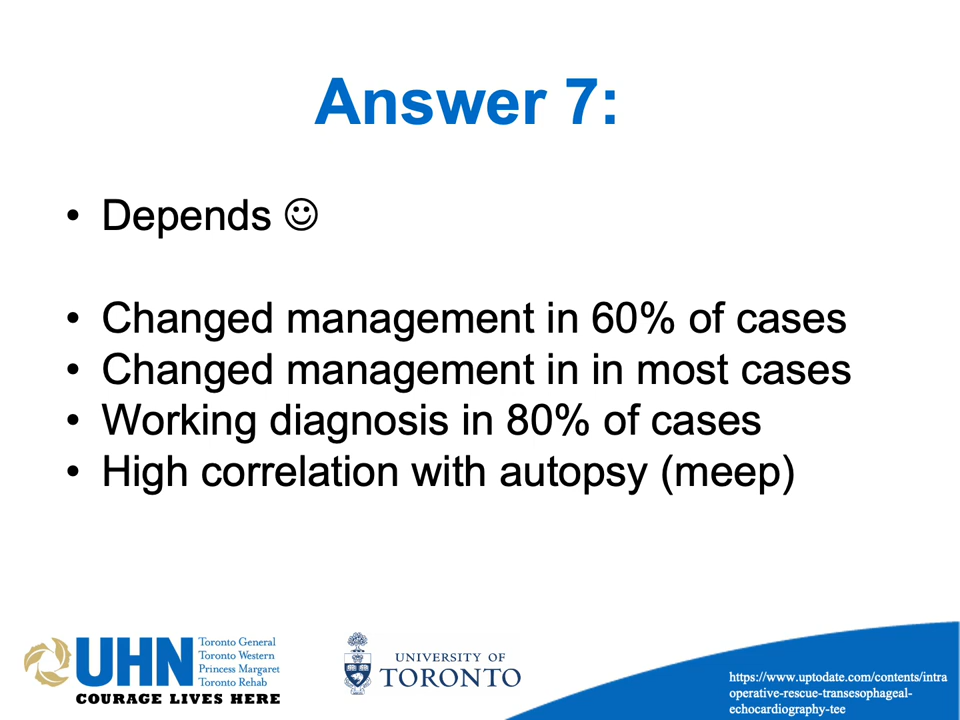 Answer 7:
• Depends ☺
• Changed management in 60% of cases
• Changed management in in most cases
• Working diagnosis in 80% of cases
• High correlation with autopsy (meep)
UHN
Toronto General
Toronto Western
Princess Margaret
Toronto Rehab
COURAGE LIVES HERE
UNIVERSITY OF
TORONTO
https://www.uptodate.com/contents/intra
operative-rescue-transesophageal-
echocardiography-tee